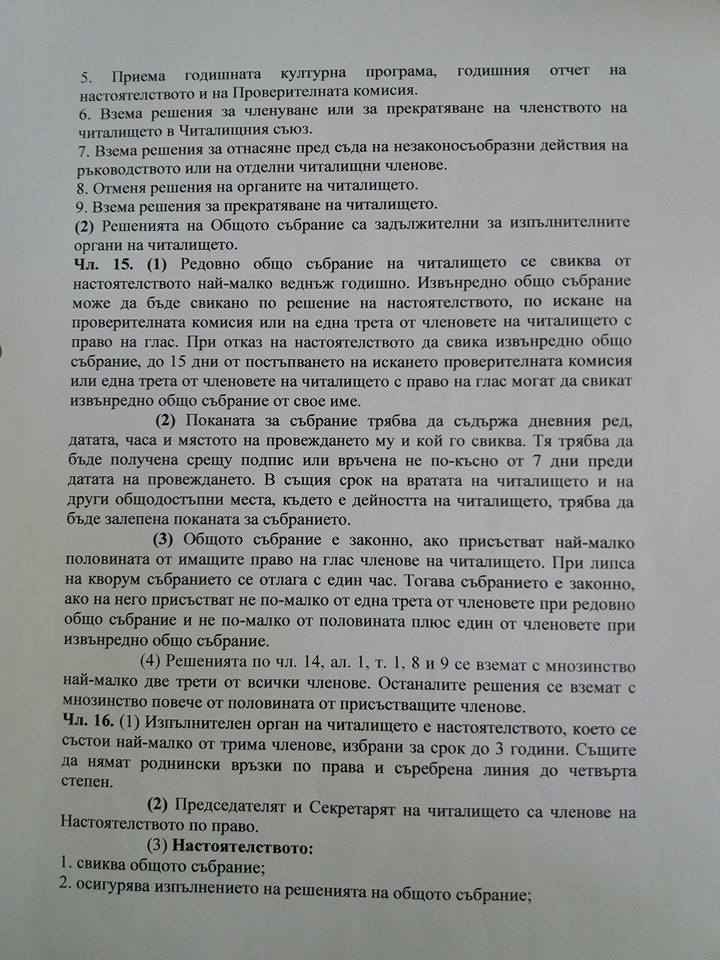 5. Приема годишната културна програма, годишния отчет на
настоятелството и на Проверителната комисия.
6. Взема решения за членуване или за прекратяване на членството на
читалището в Читалищния съюз.
7. Взема решения за отнасяне пред съда на незаконосъобразни действия на
ръководството или на отделни читалищни членове.
8. Отменя решения на органите на читалището.
9. Взема решения за прекратяване на читалището.
(2) Решенията на Общото събрание са задължителни за изпълнителните
органи на читалището.
Чл. 15. (1) Редовно общо събрание на читалището се свиква от
настоятелството най-малко веднъж годишно. Извънредно общо събрание
може да бъде свикано по решение на настоятелството, по искане на
проверителната комисия или на една трета от членовете на читалището с
право на глас. При отказ на настоятелството да свика извънредно общо
събрание, до 15 дни от постъпването на искането проверителната комисия
или една трета от членовете на читалището с право на глас могат да свикат
извънредно общо събрание от свое име.
(2) Поканата за събрание трябва да съдържа дневния ред,
датата, часа и мястото на провеждането му и кой го свиква. Тя трябва да
бъде получена срещу подпис или връчена не по-късно от 7 дни преди
датата на провеждането. В същия срок на вратата на читалището и на
други общодостъпни места, където е дейността на читалището, трябва да
бъде залепена поканата за събранието.
(3) Общото събрание е законно, ако присъстват най-малко
половината от имащите право на глас членове на читалището. При липса
на кворум събранието се отлага с един час. Тогава събранието е законно,
ако на него присъстват не по-малко от една трета от членовете при редовно
общо събрание и не по-малко от половината плюс един от членовете при
извънредно общо събрание.
(4) Решенията по чл. 14, ал. 1, т. 1, 8 и 9 се вземат с мнозинство
най-малко две трети от всички членове. Останалите решения се вземат с
мнозинство повече от половината от присъстващите членове.
Чл. 16. (1) Изпълнителен орган на читалището е настоятелството, което се
състои най-малко от трима членове, избрани за срок до 3 години. Същите
да нямат роднински връзки по права и съребрена линия до четвърта
степен.
(2) Председателят и Секретарят на читалището са членове на
Настоятелството по право.
(3) Настоятелството:
1. свиква общото събрание;
2. осигурява изпълнението на решенията на общото събрание;